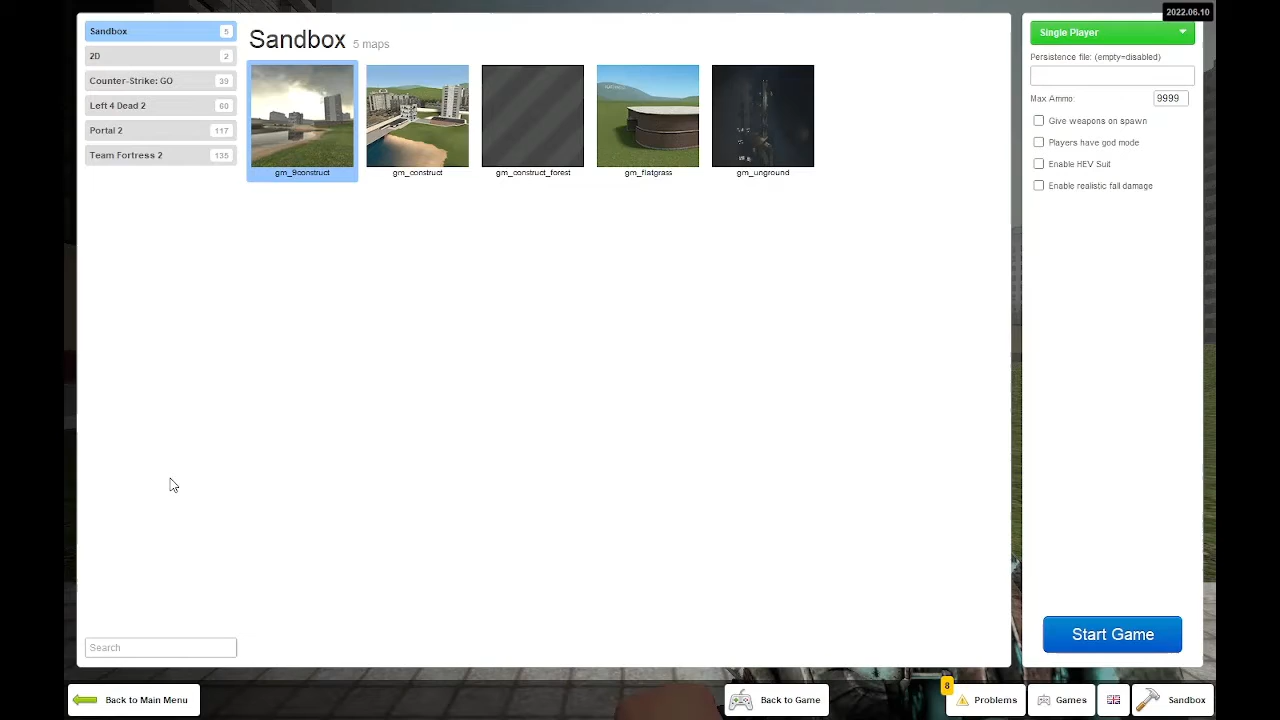 2022.06.10
Sandbox 5
2D 2
Counter-Strike: GO 39
Left 4 Dead 2 60
Portal 2 117
Team Fortress 2 135
Sandbox 5 maps
gm_9construct
gm_construct
gm_construct_forest
gm_flatgrass
gm_unground
Search
Single Player
Persistence file: (empty=disabled)
Max Ammo: 9999
Give weapons on spawn
Players have god mode
Enable HEV Suit
Enable realistic fall damage
Start Game
Back to Main Menu
Back to Game
8
Problems
Games
Sandbox